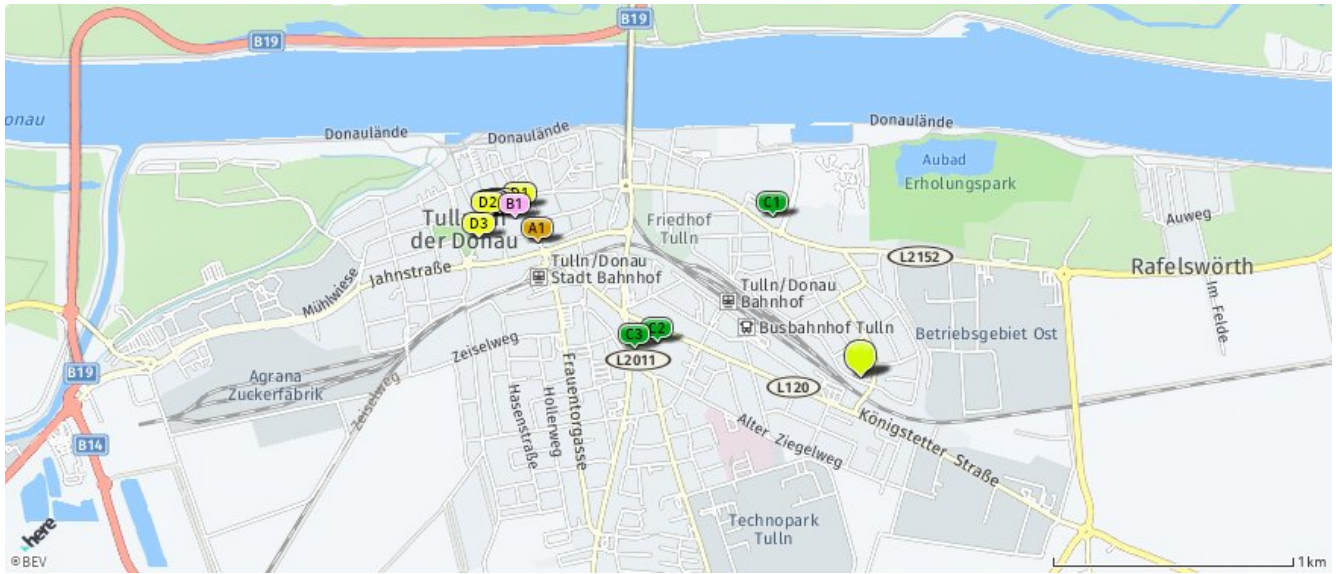 B19
B19
onau
Donaulände
Donaulände
Donaulände
Aubad
Erholungspark
D1
D2
B1
C1
D3
A1
Tull
der Donau
Friedhof
Tulln
Auweg
L2152
Rafelswörth
Jahnstraße
Tulln/Donau
Stadt Bahnhof
Mühlwiese
Tulln/Donau
Bahnhof
Im Felde
Busbahnhof Tulln
Betriebsgebiet Ost
C3
C2
Zeiselweg
L2011
B19
Agrana
Zuckerfabrik
Zeiselweg
Frauentorgasse
Hasenstraße
Hollerweg
L120
Königstetter Straße
Alter Ziegelweg
B14
Technopark
Tulln
here
©BEV
1 km